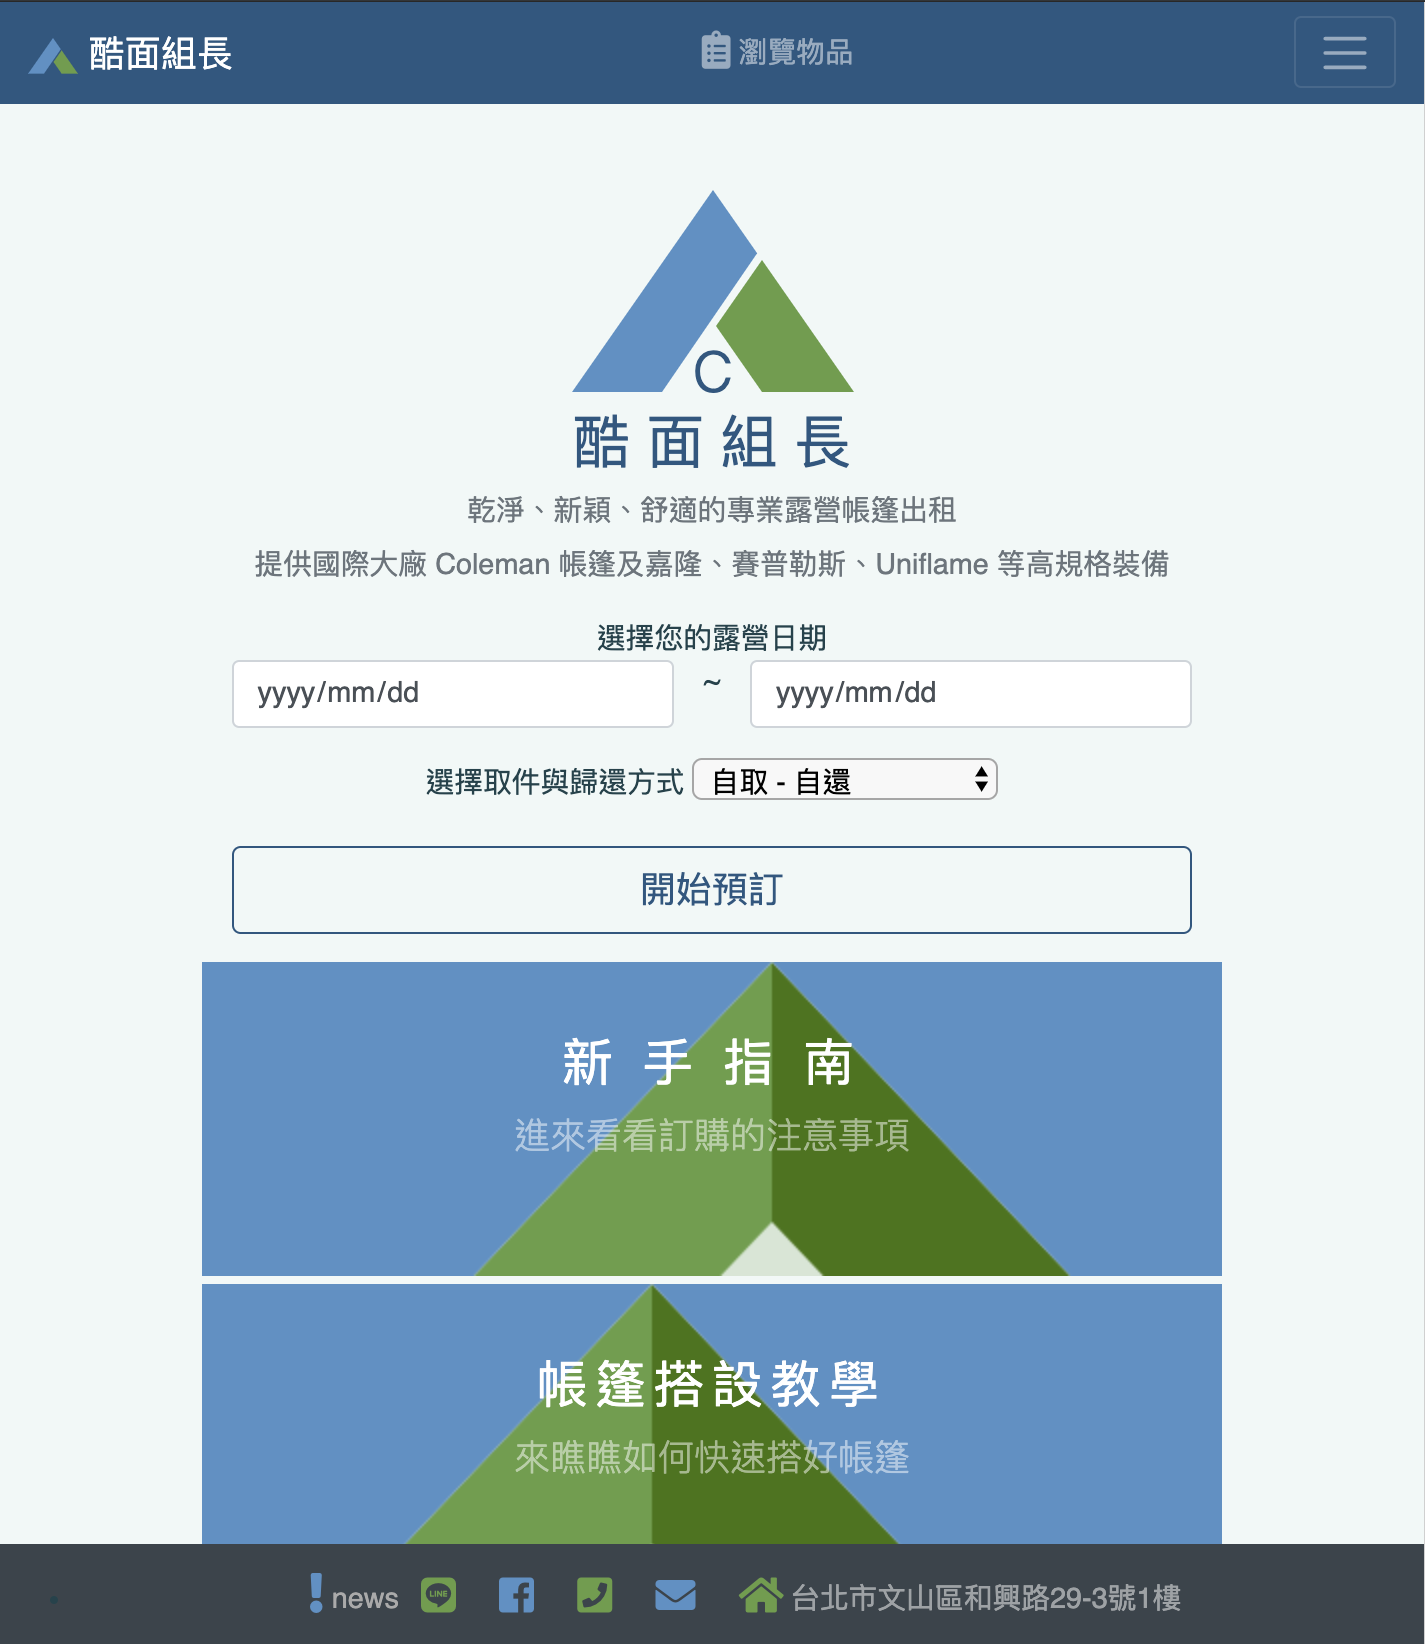 酷面組長
瀏覽物品
C
酷面組長
乾淨、新穎、舒適的專業露營帳篷出租
提供國際大廠 Coleman 帳篷及嘉隆、賽普勒斯、Uniflame 等高規格裝備
選擇您的露營日期
yyyy/mm/dd ~ yyyy/mm/dd
選擇取件與歸還方式 自取 - 自還
開始預訂
新手指南
進來看看訂購的注意事項
帳篷搭設教學
來瞧瞧如何快速搭好帳篷
news LINE 台北市文山區和興路29-3號1樓